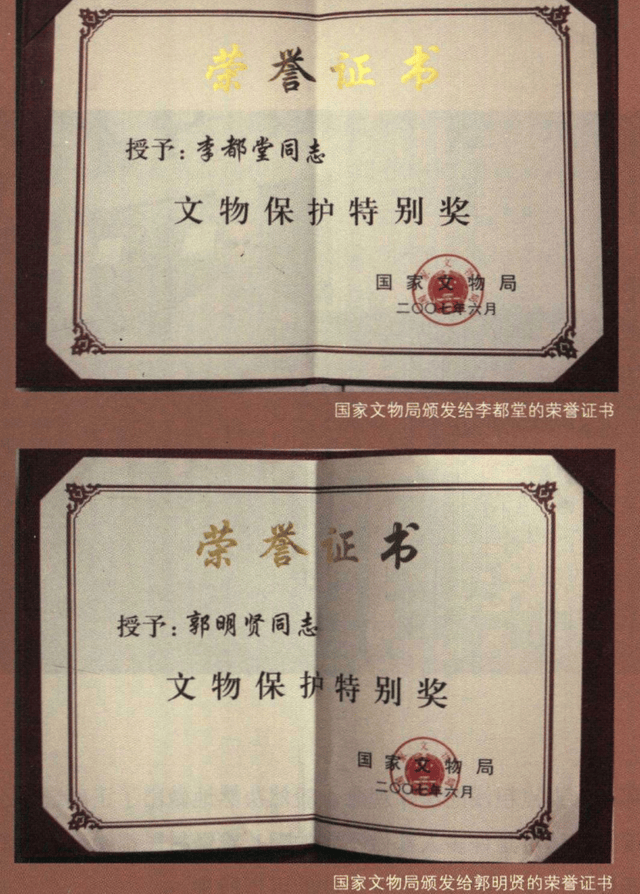 荣誉证书
授予：李都堂同志
文物保护特别奖
国家文物局
二〇〇七年六月
国家文物局颁发给李都堂的荣誉证书
荣誉证书
授予：郭明贤同志
文物保护特别奖
国家文物局
二〇〇七年六月
国家文物局颁发给郭明贤的荣誉证书